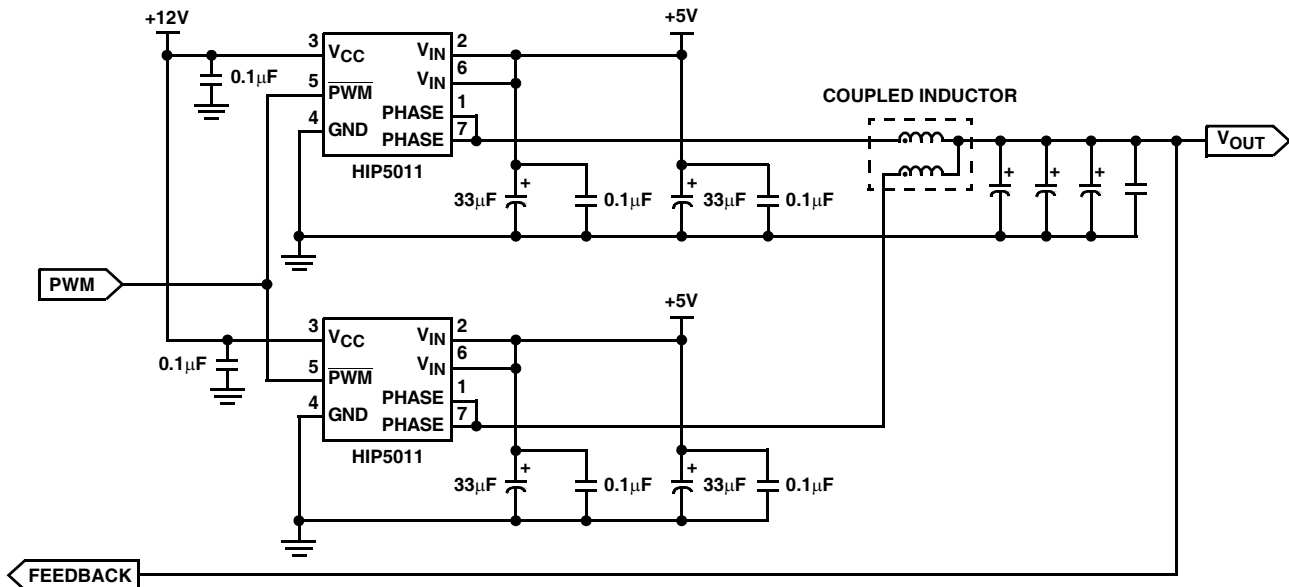 +12V
+5V
3 VCC
VIN 2
0.1μF
VIN 6
5 PWM
PHASE 1
COUPLED INDUCTOR
4 GND
PHASE 7
VOUT
HIP5011
+ + + + +
33μF 0.1μF 33μF 0.1μF
PWM
+5V
3 VCC
VIN 2
0.1μF
VIN 6
5 PWM
PHASE 1
4 GND
PHASE 7
HIP5011
+ +
33μF 0.1μF 33μF 0.1μF
FEEDBACK